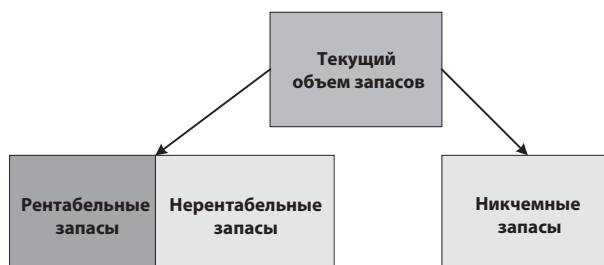 Текущий
объем запасов
Рентабельные
запасы
Нерентабельные
запасы
Никчемные
запасы